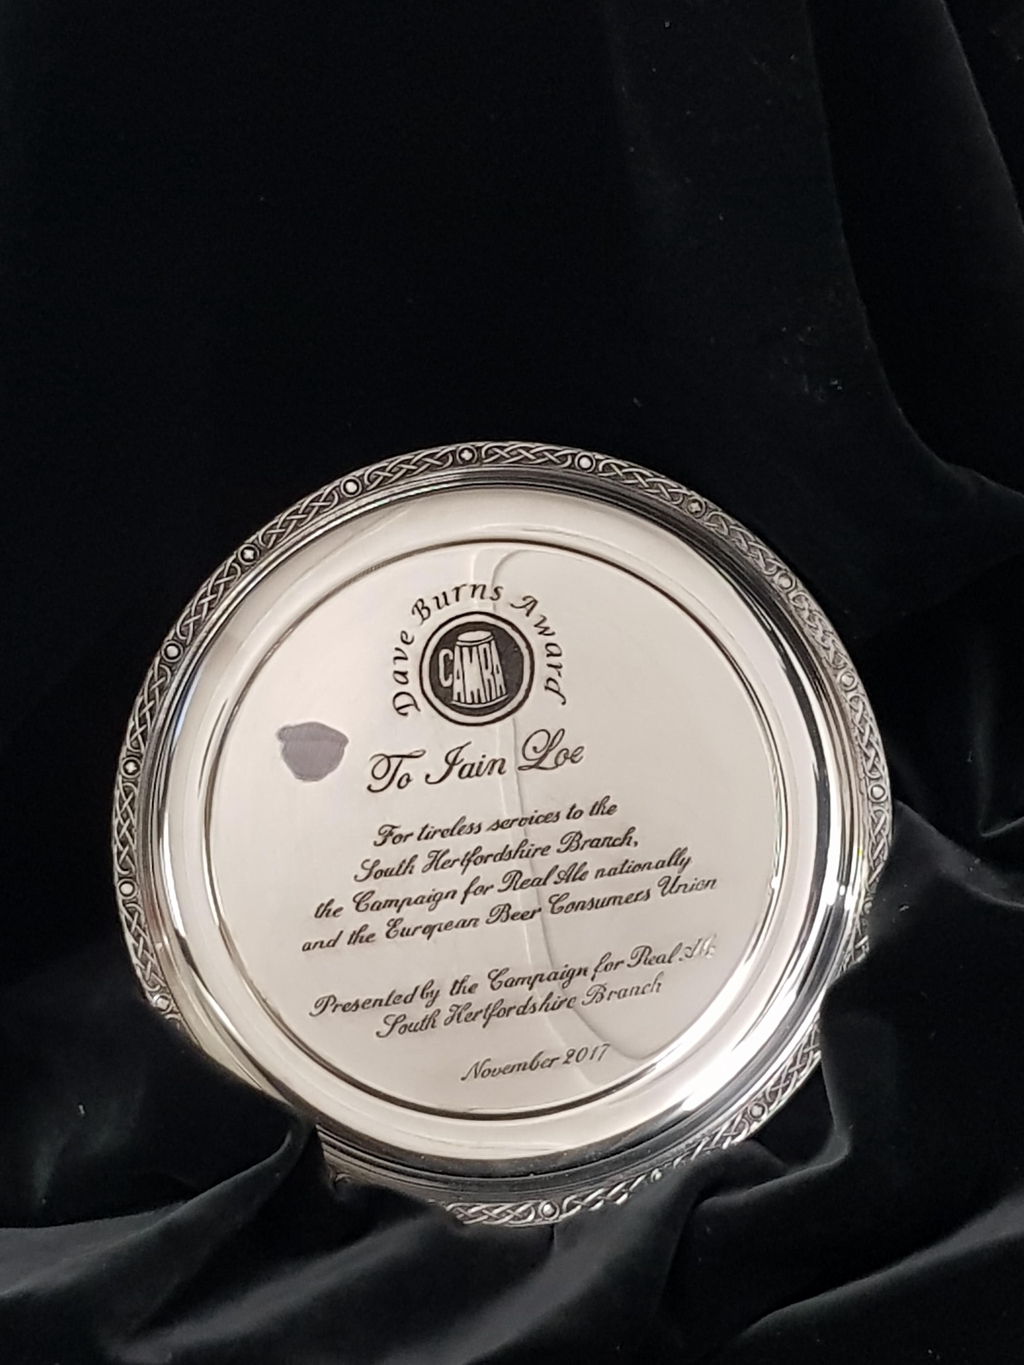 Dave Burns Award
CAMRA
To Iain Loe
For tireless services to the
South Hertfordshire Branch,
the Campaign for Real Ale nationally
and the European Beer Consumers Union
Presented by the Campaign for Real Ale
South Hertfordshire Branch
November 2017